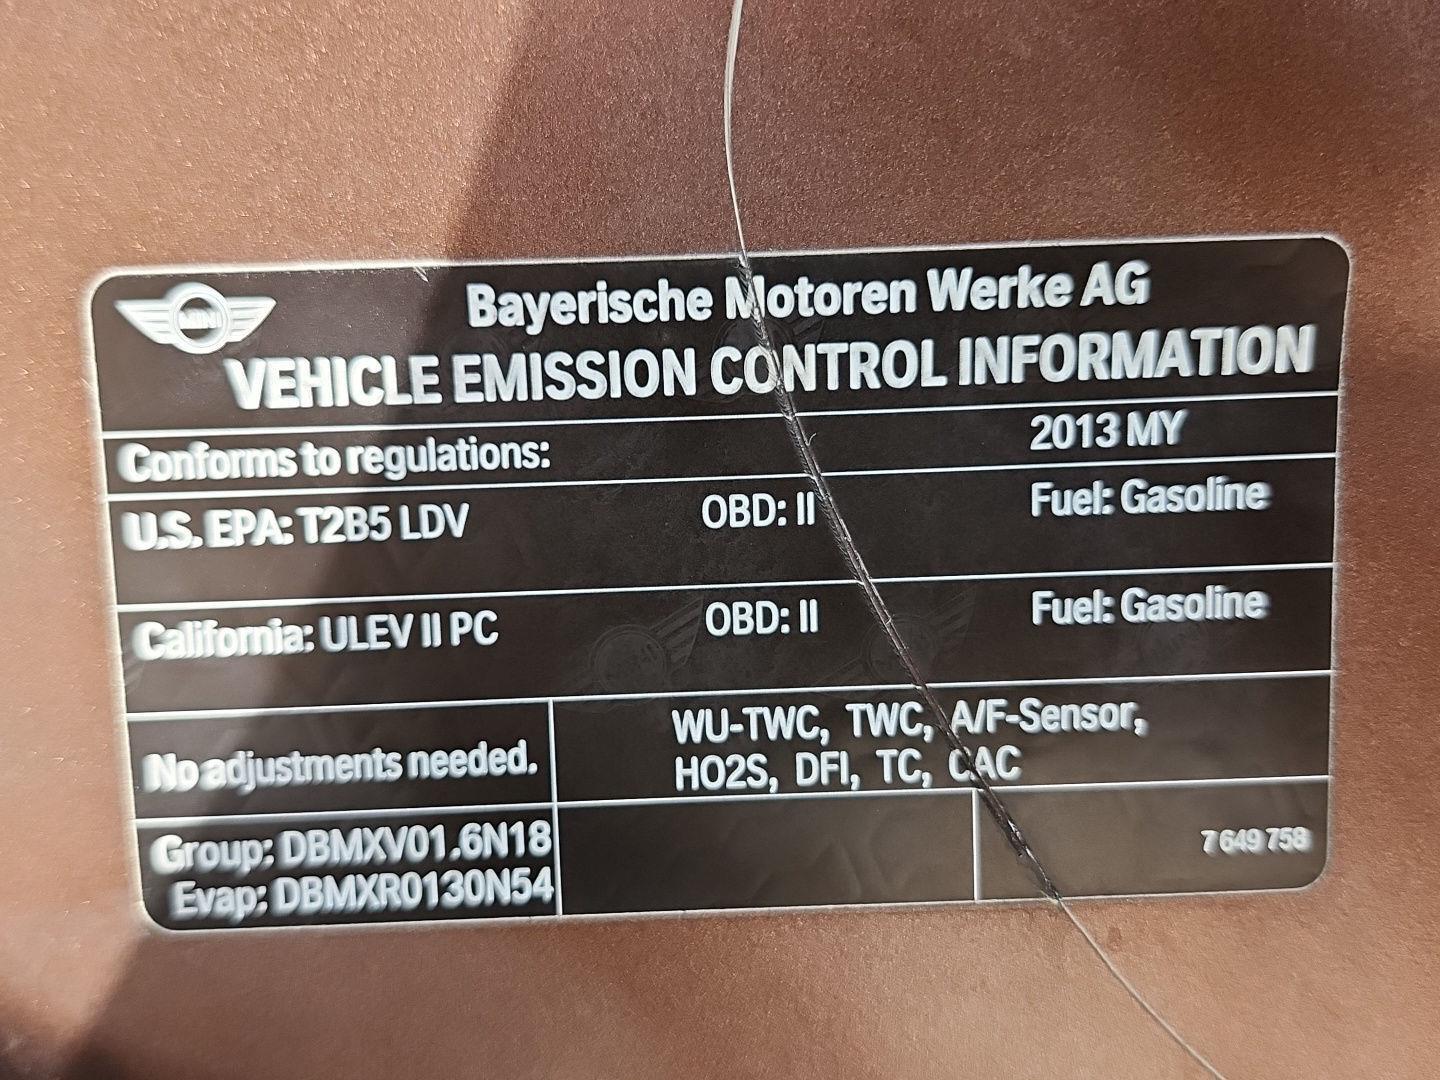 MINI
Bayerische Motoren Werke AG
VEHICLE EMISSION CONTROL INFORMATION
Conforms to regulations: 2013 MY
U.S. EPA: T2B5 LDV OBD: II Fuel: Gasoline
California: ULEV II PC OBD: II Fuel: Gasoline
No adjustments needed.
WU-TWC, TWC, A/F-Sensor,
HO2S, DFI, TC, CAC
Group: DBMXV01.6N18
Evap: DBMXR0130N54
7 649 758